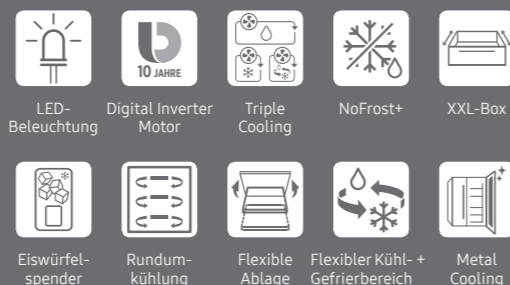 10 JAHRE
LED-
Beleuchtung
Digital Inverter
Motor
Triple
Cooling
NoFrost+
XXL-Box
Eiswürfel-
spender
Rundum-
kühlung
Flexible
Ablage
Flexibler Kühl- +
Gefrierbereich
Metal
Cooling